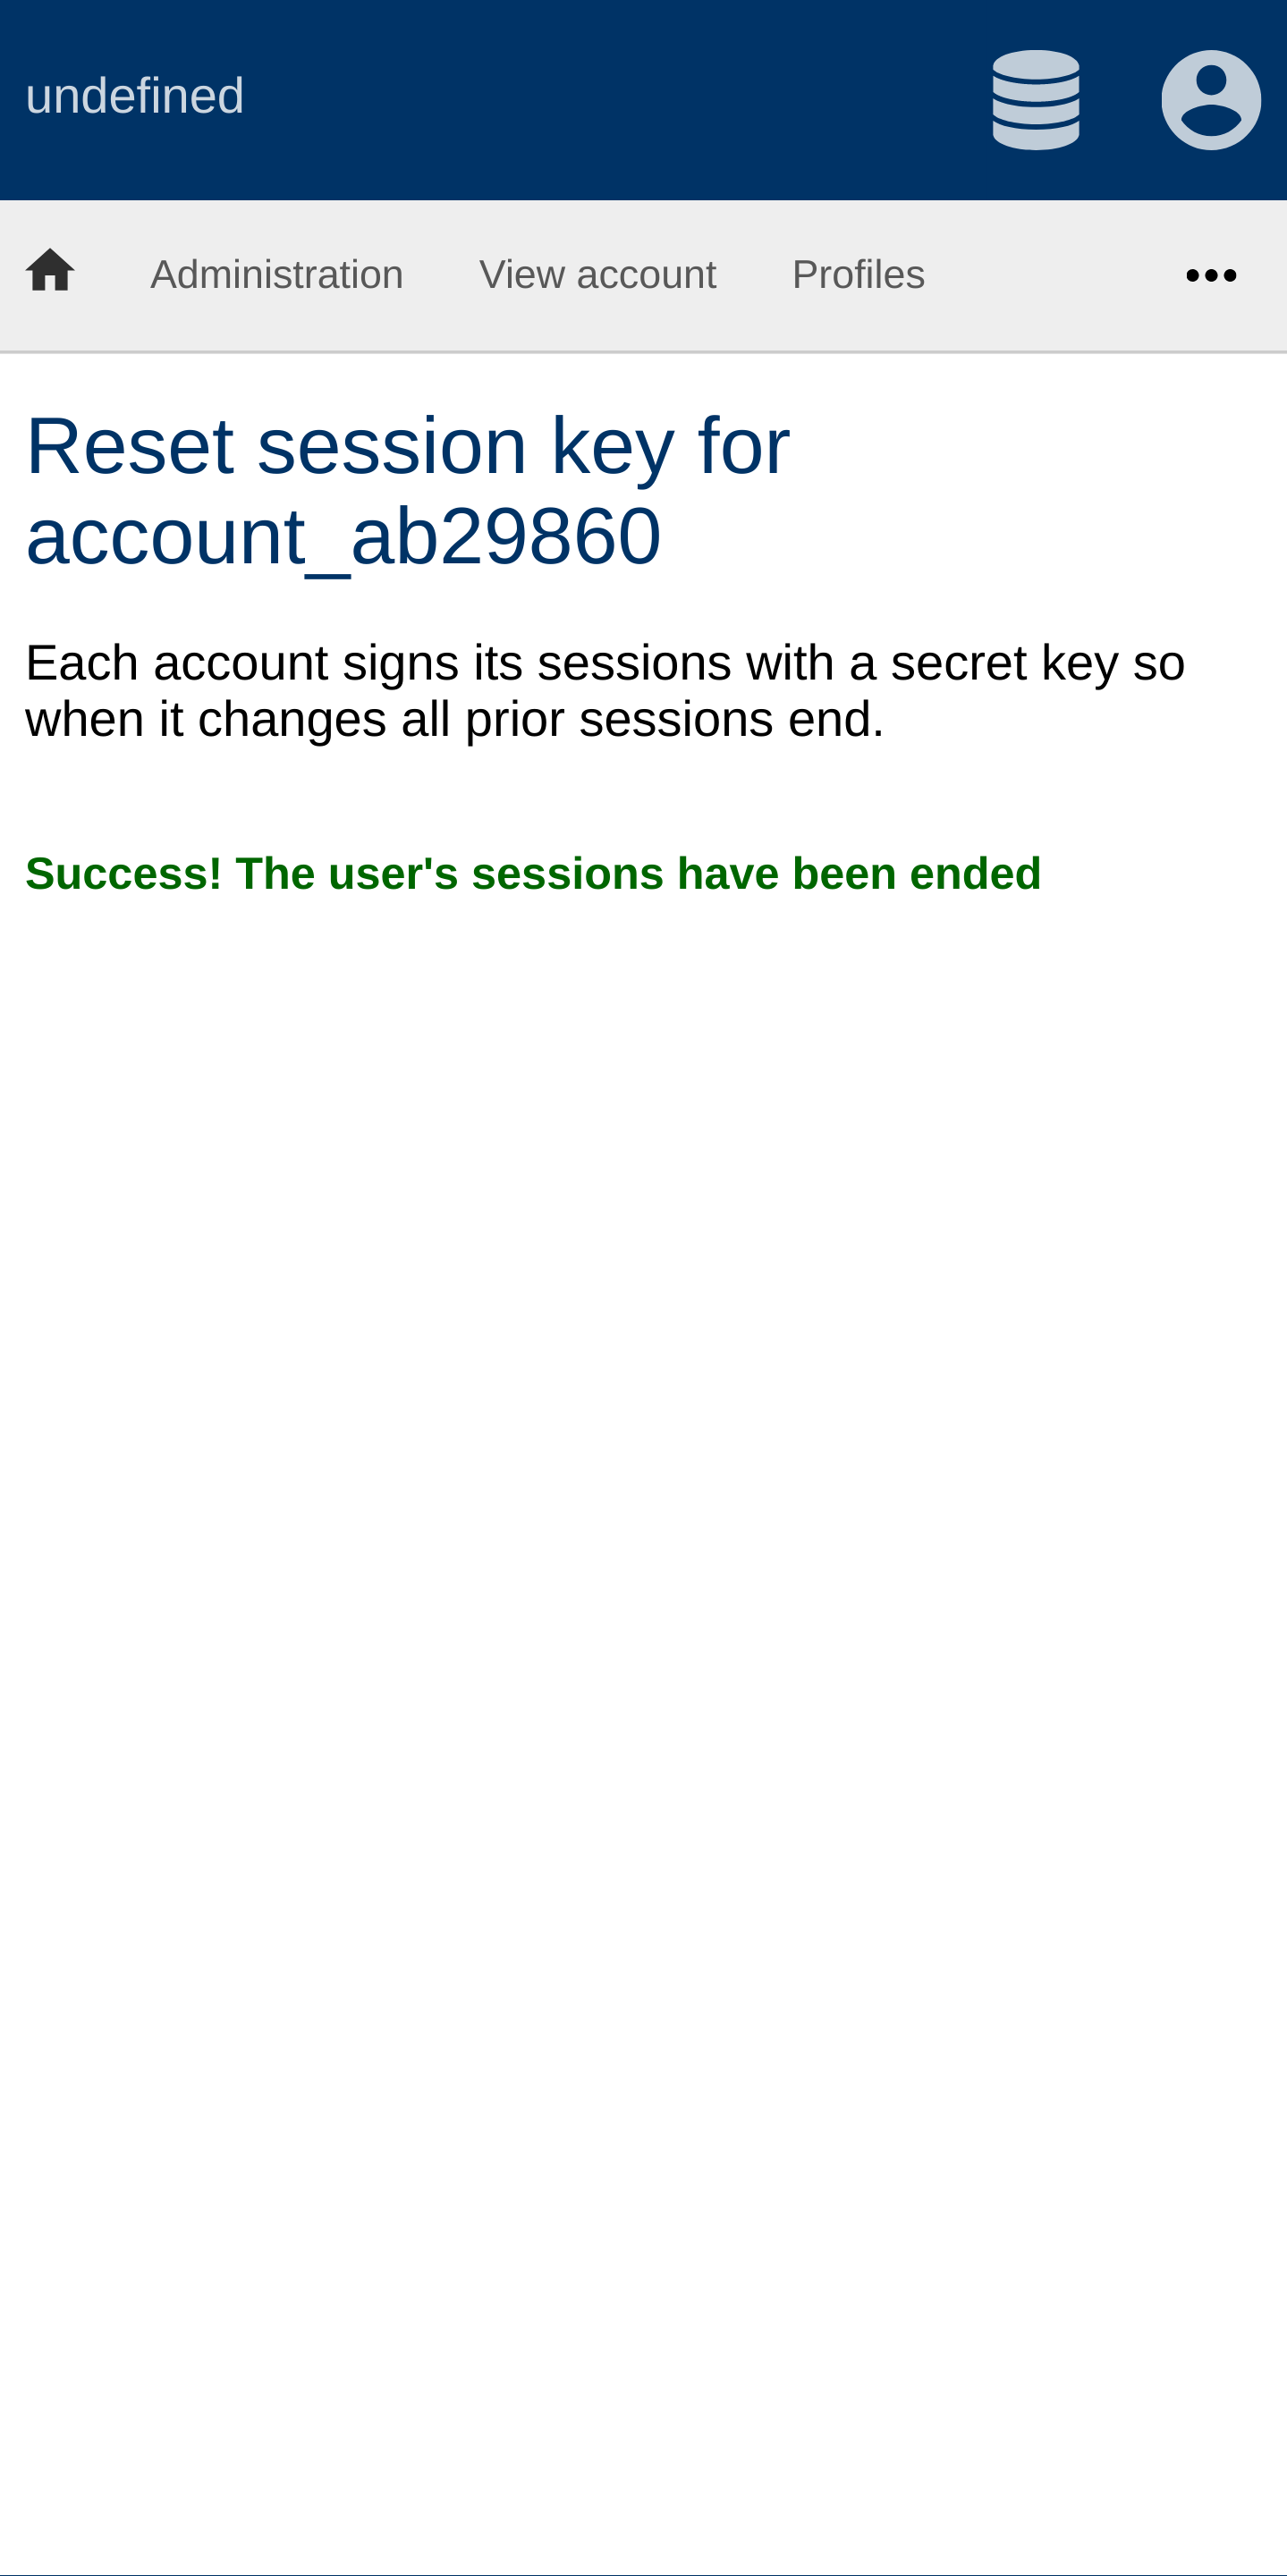 undefined
Administration View account Profiles
Reset session key for
account_ab29860
Each account signs its sessions with a secret key so
when it changes all prior sessions end.
Success! The user's sessions have been ended